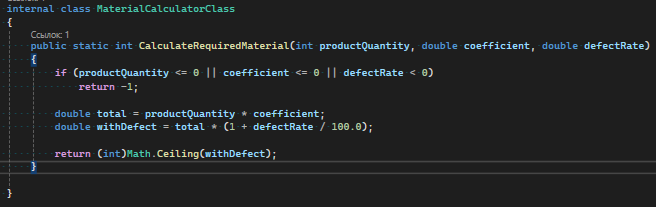 internal class MaterialCalculatorClass
{
Ссылок: 1
public static int CalculateRequiredMaterial(int productQuantity, double coefficient, double defectRate)
{
if (productQuantity <= 0 || coefficient <= 0 || defectRate < 0)
return -1;
double total = productQuantity * coefficient;
double withDefect = total * (1 + defectRate / 100.0);
return (int)Math.Ceiling(withDefect);
}
}